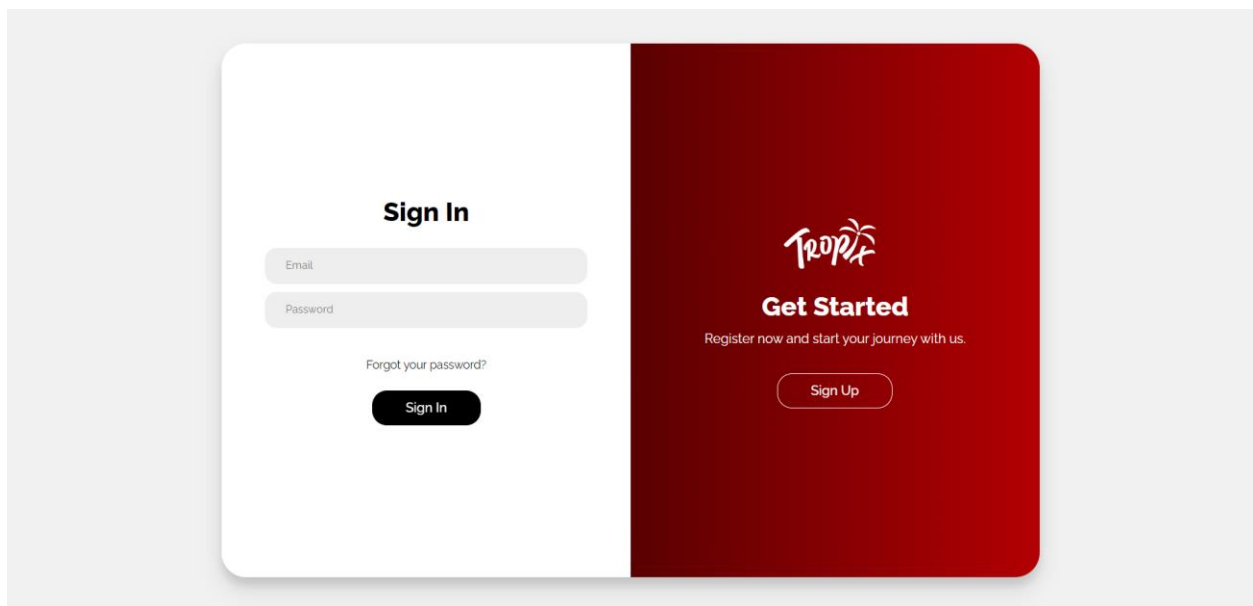 Sign In
Email
Password
Forgot your password?
Sign In
Tropix
Get Started
Register now and start your journey with us.
Sign Up